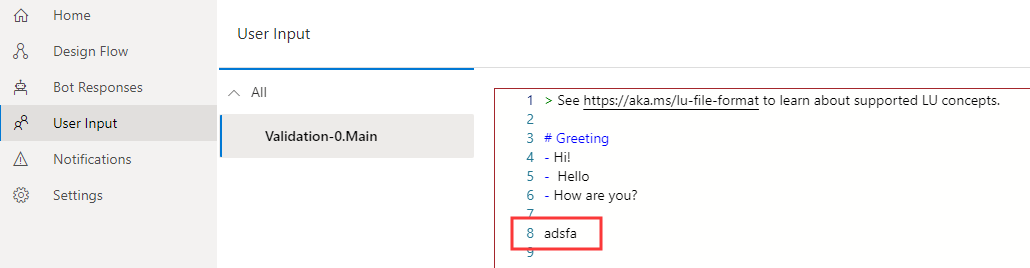 Home
Design Flow
Bot Responses
User Input
Notifications
Settings
User Input
All
Validation-0.Main
1 > See https://aka.ms/lu-file-format to learn about supported LU concepts.
2
3 # Greeting
4 - Hi!
5 - Hello
6 - How are you?
7
8 adsfa
9